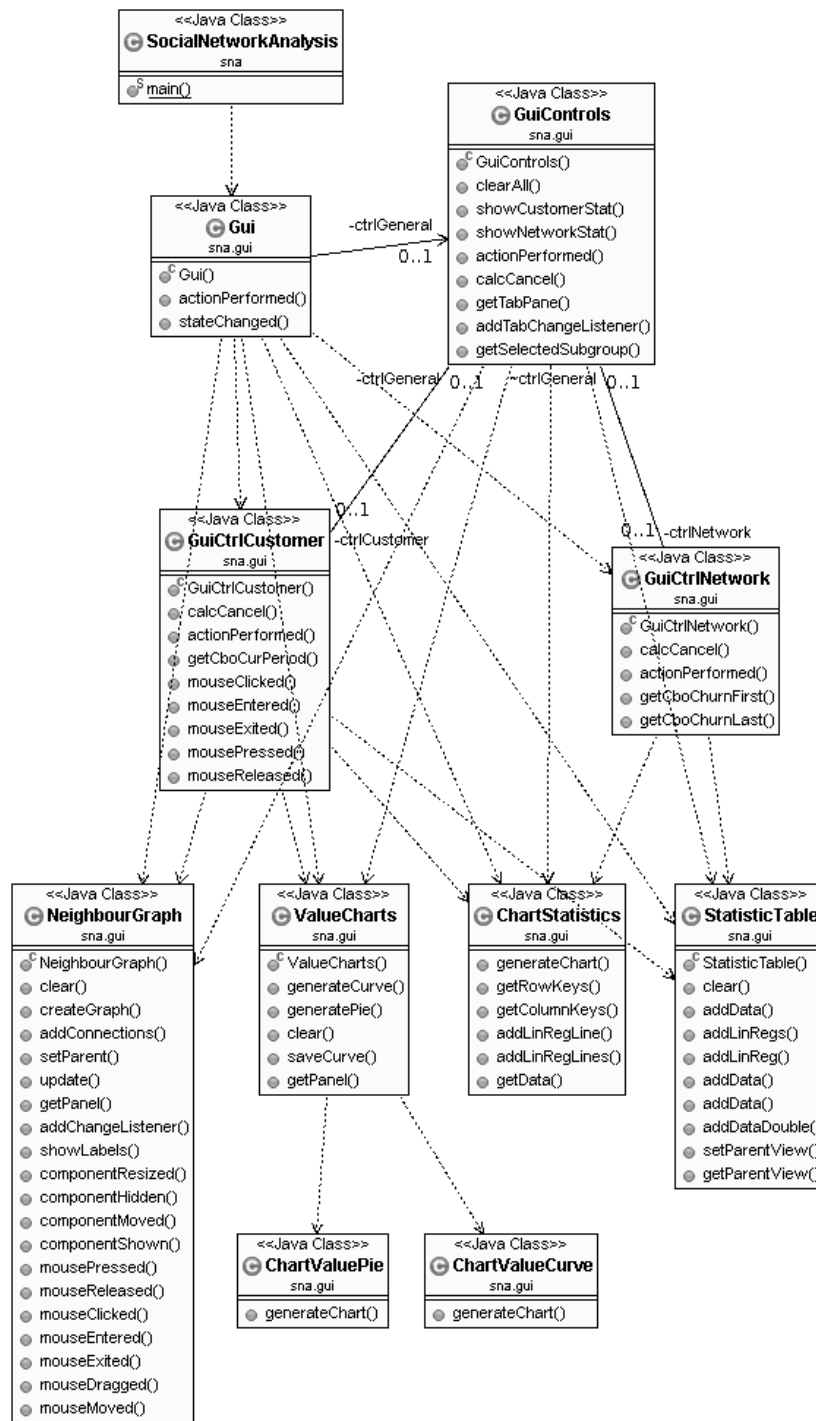 <<Java Class>>
SocialNetworkAnalysis
sna
main()
<<Java Class>>
GuiControls
sna.gui
GuiControls()
clearAll()
showCustomerStat()
showNetworkStat()
actionPerformed()
calcCancel()
getTabPane()
addTabChangeListener()
getSelectedSubgroup()
<<Java Class>>
Gui
sna.gui
Gui()
actionPerformed()
stateChanged()
-ctrlGeneral
0..1
-ctrlGeneral
0..1
~ctrlGeneral
0..1
0..1
-ctrlCustomer
0..1
-ctrlNetwork
<<Java Class>>
GuiCtrlCustomer
sna.gui
GuiCtrlCustomer()
calcCancel()
actionPerformed()
getCboCurPeriod()
mouseClicked()
mouseEntered()
mouseExited()
mousePressed()
mouseReleased()
<<Java Class>>
GuiCtrlNetwork
sna.gui
GuiCtrlNetwork()
calcCancel()
actionPerformed()
getCboChurnFirst()
getCboChurnLast()
<<Java Class>>
NeighbourGraph
sna.gui
NeighbourGraph()
clear()
createGraph()
addConnections()
setParent()
update()
getPanel()
addChangeListener()
showLabels()
componentResized()
componentHidden()
componentMoved()
componentShown()
mousePressed()
mouseReleased()
mouseClicked()
mouseEntered()
mouseExited()
mouseDragged()
mouseMoved()
<<Java Class>>
ValueCharts
sna.gui
ValueCharts()
generateCurve()
generatePie()
clear()
saveCurve()
getPanel()
<<Java Class>>
ChartStatistics
sna.gui
generateChart()
getRowKeys()
getColumnKeys()
addLinRegLine()
addLinRegLines()
getData()
<<Java Class>>
StatisticTable
sna.gui
StatisticTable()
clear()
addData()
addLinRegs()
addLinReg()
addData()
addData()
addDataDouble()
setParentView()
getParentView()
<<Java Class>>
ChartValuePie
sna.gui
generateChart()
<<Java Class>>
ChartValueCurve
sna.gui
generateChart()